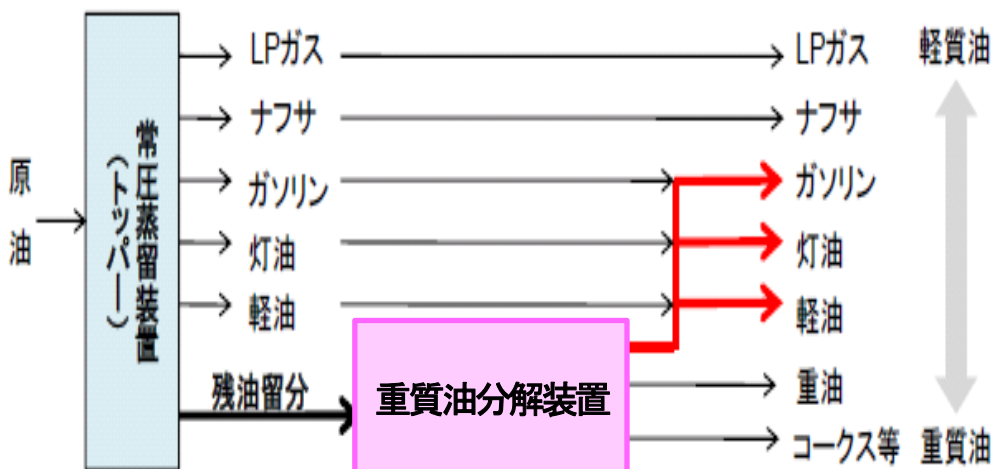 原油
常圧蒸留装置
(トッパー)
LPガス
ナフサ
ガソリン
灯油
軽油
残油留分
重質油分解装置
LPガス
ナフサ
ガソリン
灯油
軽油
重油
コークス等
軽質油
重質油